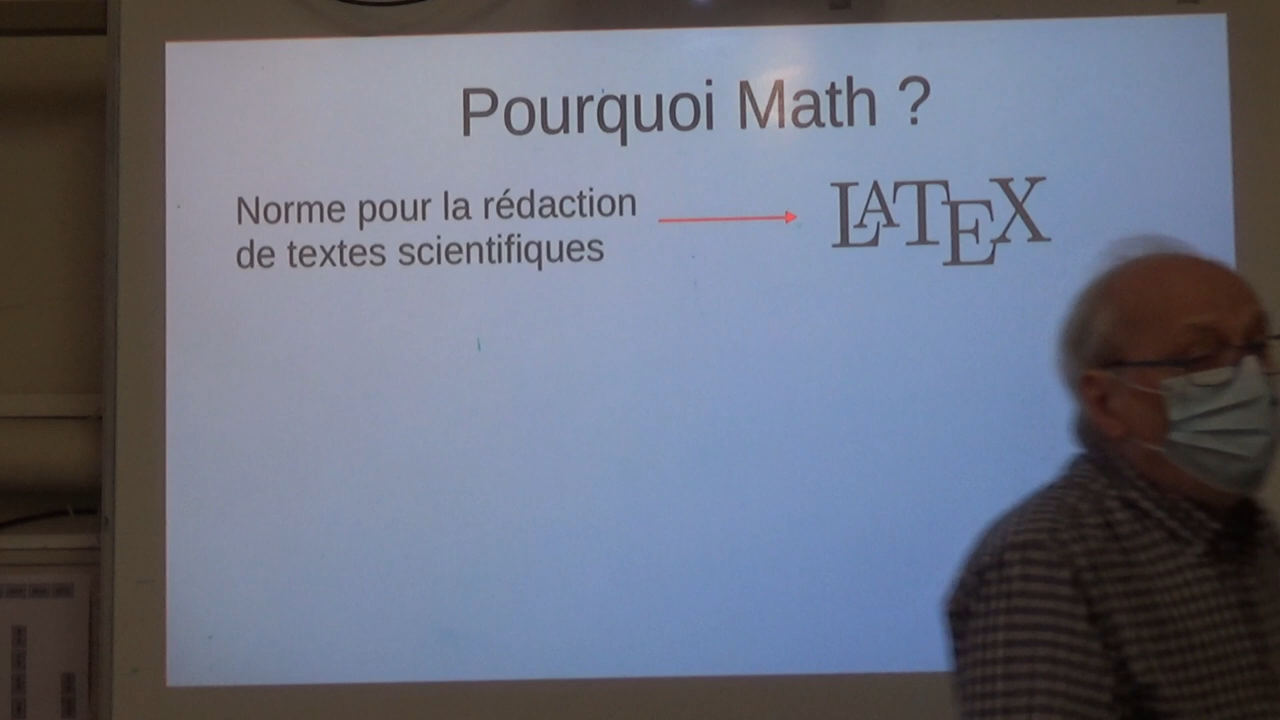 Pourquoi Math ?
Norme pour la rédaction
de textes scientifiques
LATEX